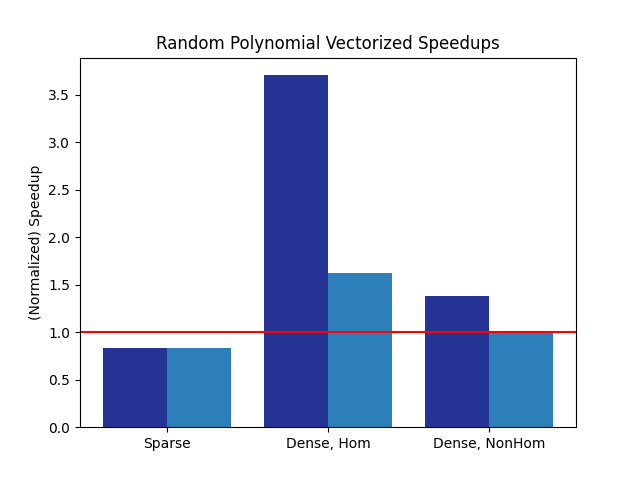 Random Polynomial Vectorized Speedups
(Normalized) Speedup
3.5
3.0
2.5
2.0
1.5
1.0
0.5
0.0
Sparse
Dense, Hom
Dense, NonHom